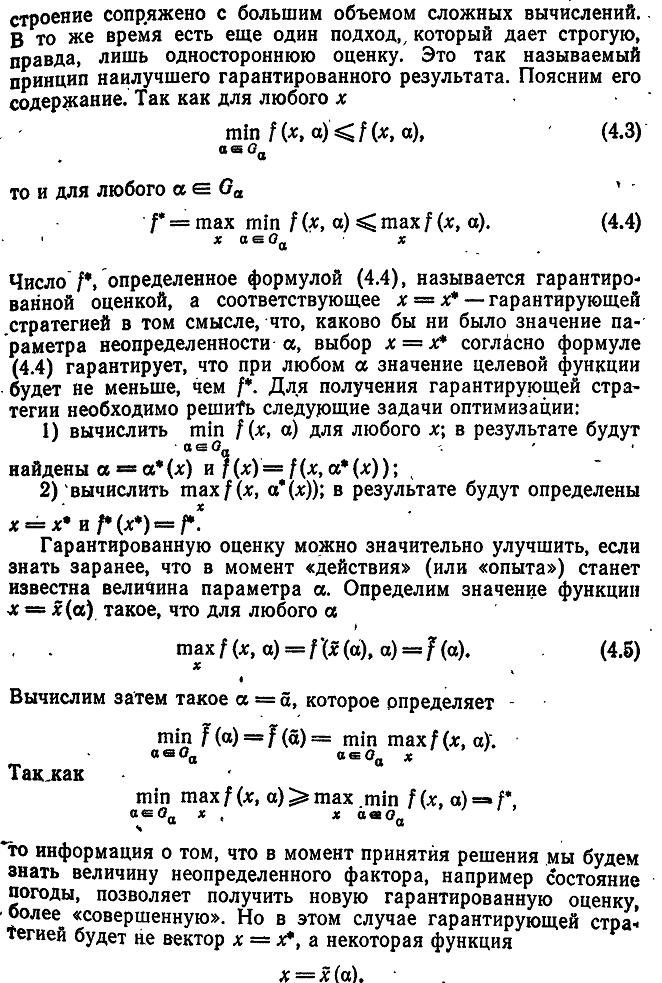 строение сопряжено с большим объемом сложных вычислений.
В то же время есть еще один подход, который дает строгую,
правда, лишь одностороннюю оценку. Это так называемый
принцип наилучшего гарантированного результата. Поясним его
содержание. Так как для любого x
min f (x, α) ⩽ f (x, α), (4.3)
α ∈ G_α
то и для любого α ∈ G_α
f* = max min f (x, α) ⩽ max f (x, α). (4.4)
x α ∈ G_α x
Число f*, определенное формулой (4.4), называется гарантиро-
ванной оценкой, а соответствующее x = x* — гарантирующей
стратегией в том смысле, что, каково бы ни было значение па-
раметра неопределенности α, выбор x = x* согласно формуле
(4.4) гарантирует, что при любом α значение целевой функции
будет не меньше, чем f*. Для получения гарантирующей стра-
тегии необходимо решить следующие задачи оптимизации:
1) вычислить min f (x, α) для любого x; в результате будут
α ∈ G_α
найдены α = α* (x) и f (x) = f (x, α* (x));
2) вычислить max f (x, α* (x)); в результате будут определены
x
x = x* и f* (x*) = f*.
Гарантированную оценку можно значительно улучшить, если
знать заранее, что в момент «действия» (или «опыта») станет
известна величина параметра α. Определим значение функции
x = x̃ (α) такое, что для любого α
max f (x, α) = f (x̃ (α), α) = f̃ (α). (4.5)
x
Вычислим затем такое α = α̃, которое определяет
min f̃ (α) = f̃ (α̃) = min max f (x, α).
α ∈ G_α α ∈ G_α x
Так как
min max f (x, α) ⩾ max min f (x, α) = f*,
α ∈ G_α x x α ∈ G_α
то информация о том, что в момент принятия решения мы будем
знать величину неопределенного фактора, например состояние
погоды, позволяет получить новую гарантированную оценку,
более «совершенную». Но в этом случае гарантирующей стра-
тегией будет не вектор x = x*, а некоторая функция
x = x̃ (α).